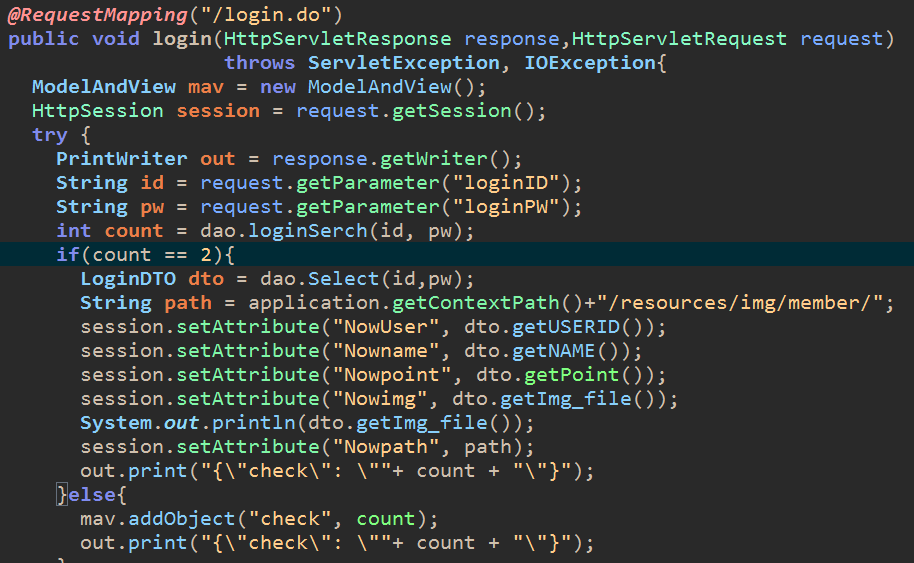 @RequestMapping("/login.do")
public void login(HttpServletResponse response,HttpServletRequest request)
throws ServletException, IOException{
ModelAndView mav = new ModelAndView();
HttpSession session = request.getSession();
try {
PrintWriter out = response.getWriter();
String id = request.getParameter("loginID");
String pw = request.getParameter("loginPW");
int count = dao.loginSerch(id, pw);
if(count == 2){
LoginDTO dto = dao.Select(id,pw);
String path = application.getContextPath()+"/resources/img/member/";
session.setAttribute("NowUser", dto.getUSERID());
session.setAttribute("Nowname", dto.getNAME());
session.setAttribute("Nowpoint", dto.getPoint());
session.setAttribute("Nowimg", dto.getImg_file());
System.out.println(dto.getImg_file());
session.setAttribute("Nowpath", path);
out.print("{\"check\": \""+ count + "\"}");
}else{
mav.addObject("check", count);
out.print("{\"check\": \""+ count + "\"}");